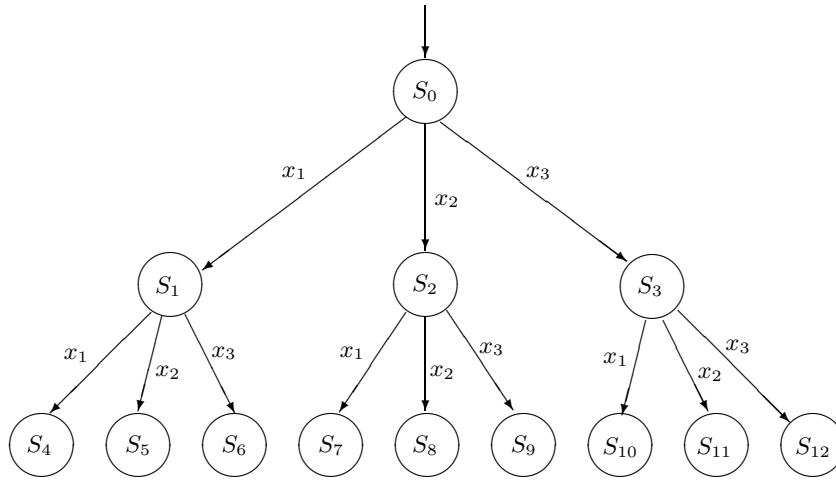 S₀
x₁
x₃
x₂
S₁
S₂
S₃
x₁
x₂
x₃
x₁
x₂
x₃
x₁
x₂
x₃
S₄
S₅
S₆
S₇
S₈
S₉
S₁₀
S₁₁
S₁₂